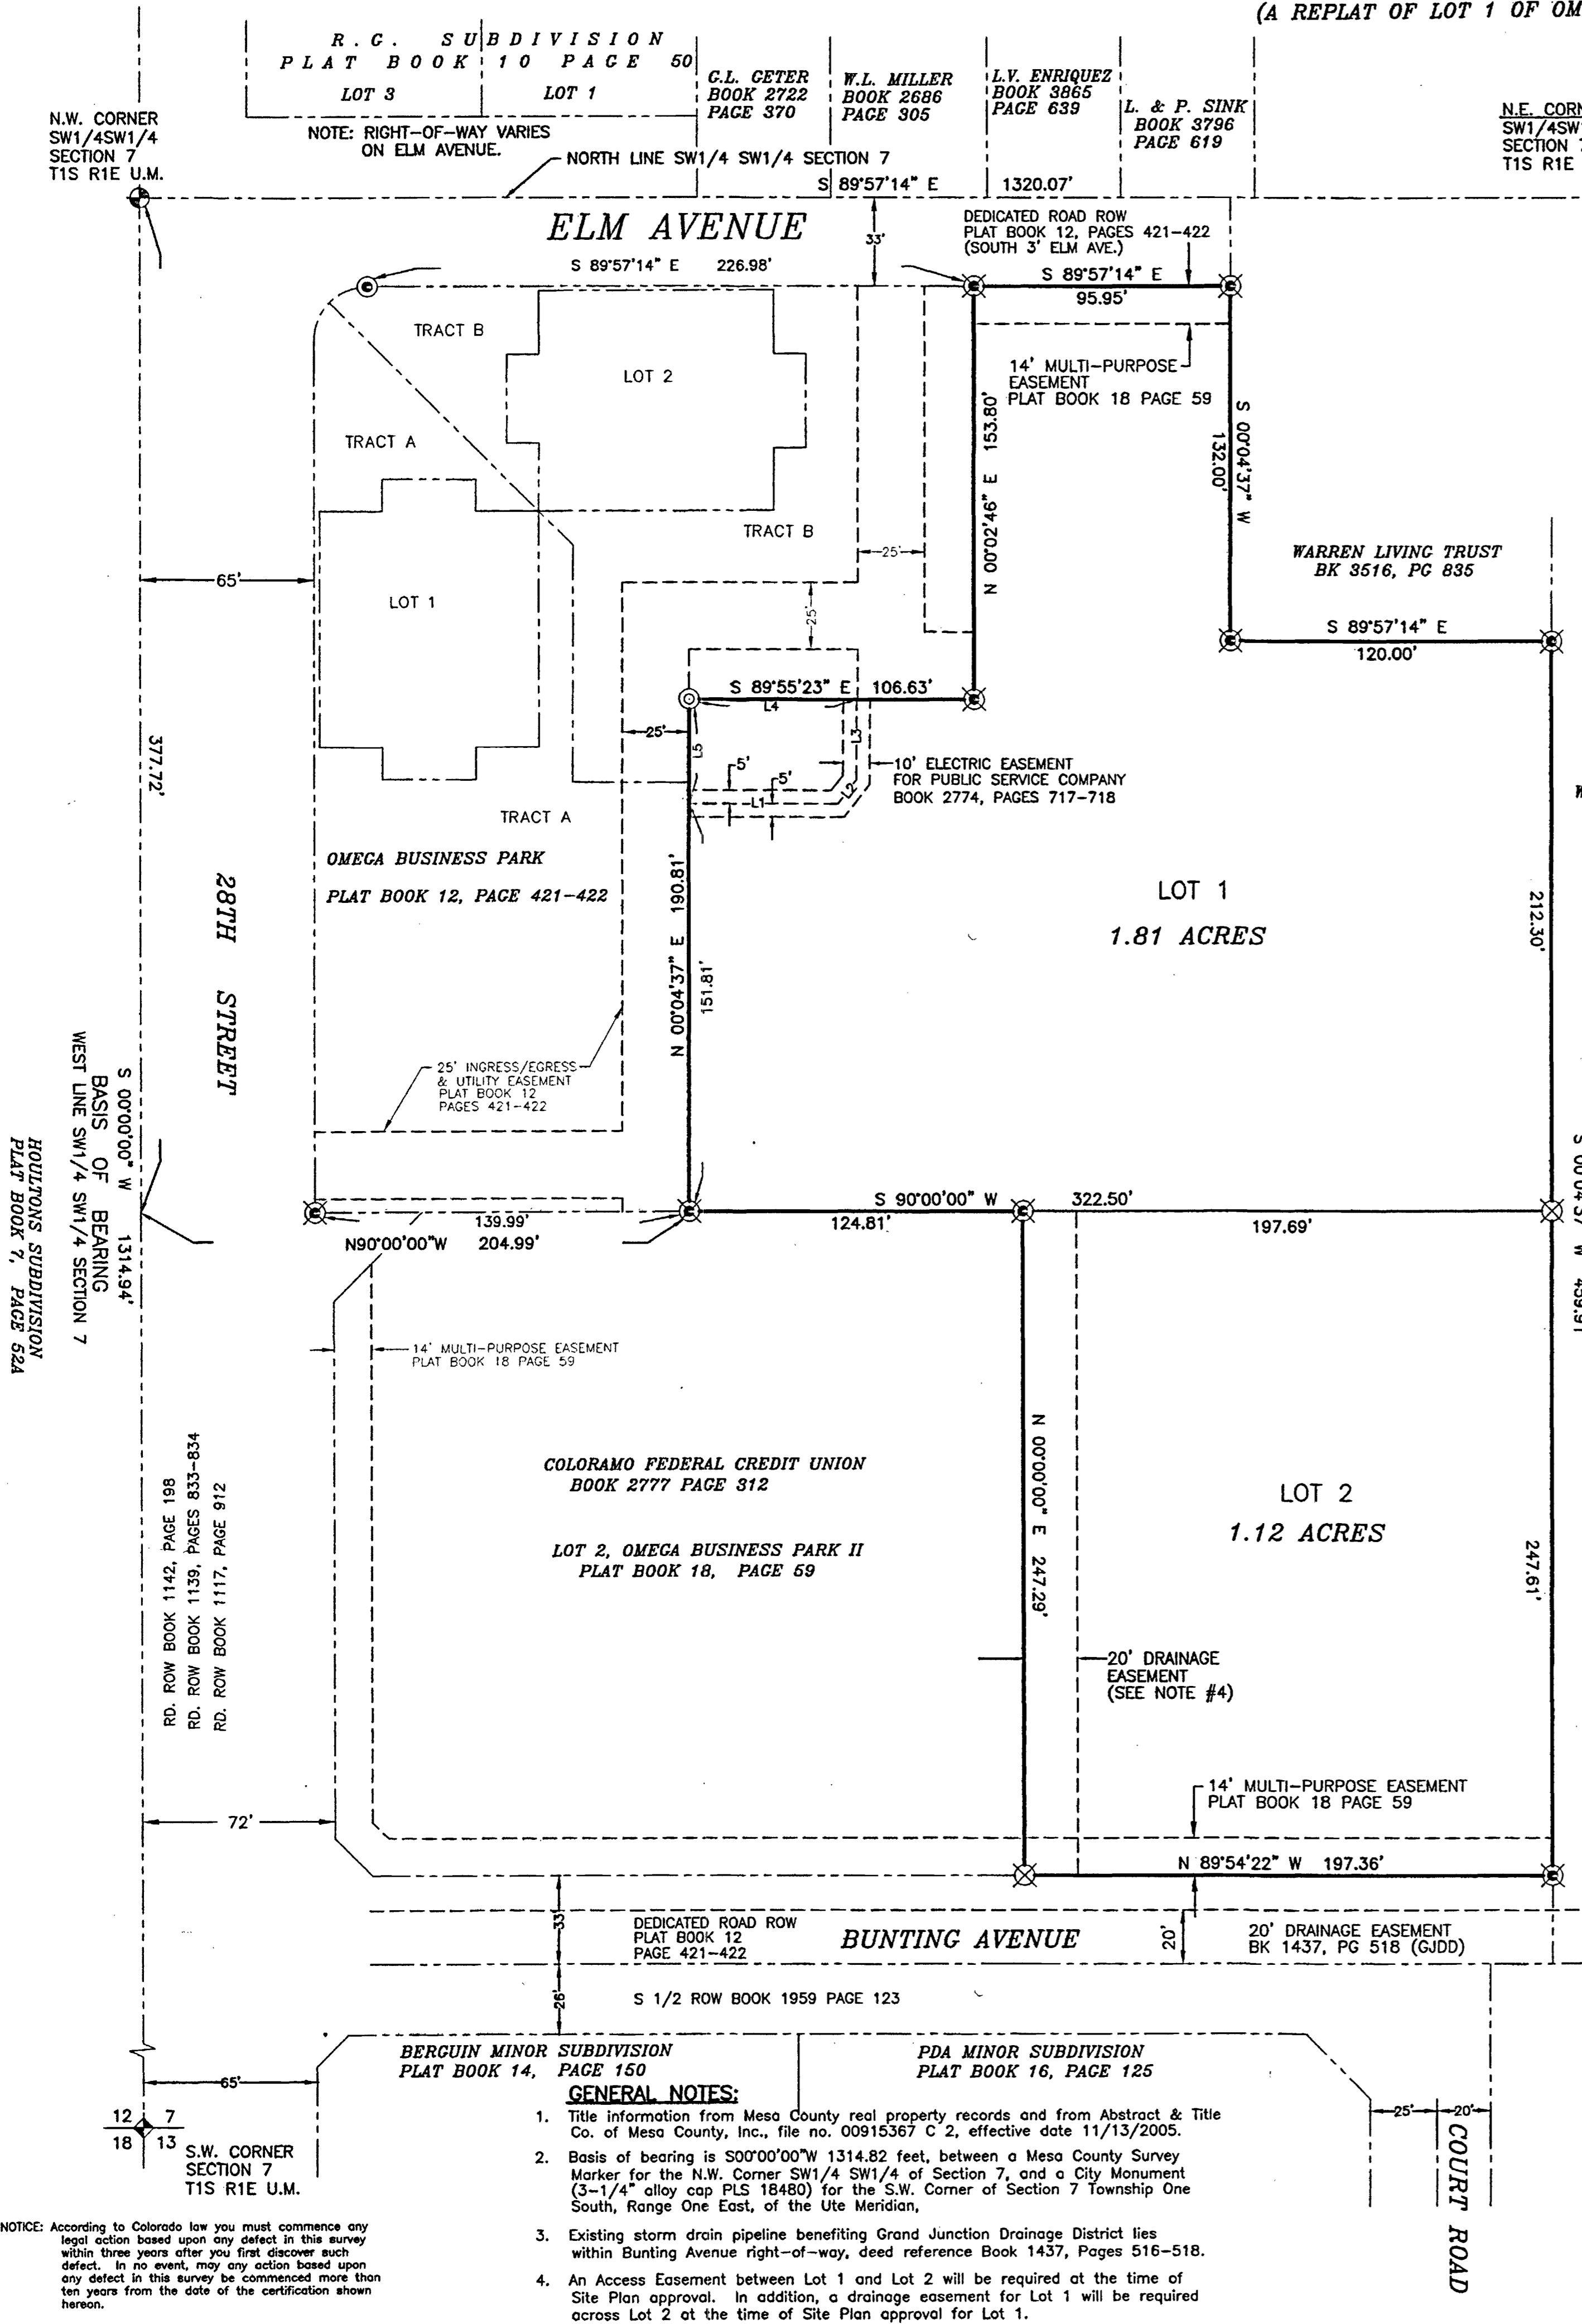 (A REPLAT OF LOT 1 OF OM
R.G. SUBDIVISION
PLAT BOOK 10 PAGE 50
LOT 3
LOT 1
G.L. GETER
BOOK 2722
PAGE 370
W.L. MILLER
BOOK 2686
PAGE 305
L.V. ENRIQUEZ
BOOK 3865
PAGE 639
L. & P. SINK
BOOK 3796
PAGE 619
N.W. CORNER
SW1/4SW1/4
SECTION 7
T1S R1E U.M.
N.E. CORN
SW1/4SW
SECTION
T1S R1E
NOTE: RIGHT-OF-WAY VARIES
ON ELM AVENUE.
NORTH LINE SW1/4 SW1/4 SECTION 7
S 89°57'14" E 1320.07'
ELM AVENUE
33'
DEDICATED ROAD ROW
PLAT BOOK 12, PAGES 421-422
(SOUTH 3' ELM AVE.)
S 89°57'14" E 226.98'
S 89°57'14" E
95.95'
TRACT B
LOT 2
14' MULTI-PURPOSE
EASEMENT
PLAT BOOK 18 PAGE 59
N 00°02'46" E 153.80'
S 00°04'37" W
132.00'
TRACT A
TRACT B
25'
WARREN LIVING TRUST
BK 3516, PG 835
65'
LOT 1
25'
S 89°57'14" E
120.00'
S 89°55'23" E 106.63'
L4
25'
L5
L3
5'
5'
L1
L2
10' ELECTRIC EASEMENT
FOR PUBLIC SERVICE COMPANY
BOOK 2774, PAGES 717-718
377.72'
TRACT A
OMEGA BUSINESS PARK
PLAT BOOK 12, PAGE 421-422
28TH STREET
N 00°04'37" E 190.81'
151.81'
LOT 1
1.81 ACRES
212.30'
25' INGRESS/EGRESS
& UTILITY EASEMENT
PLAT BOOK 12
PAGES 421-422
S 00°00'00" W 1314.94'
BASIS OF BEARING
WEST LINE SW1/4 SW1/4 SECTION 7
HOULTONS SUBDIVISION
PLAT BOOK 7, PAGE 52A
S 00°04'37" W 459.91
139.99'
N90°00'00"W 204.99'
S 90°00'00" W 322.50'
124.81'
197.69'
14' MULTI-PURPOSE EASEMENT
PLAT BOOK 18 PAGE 59
COLORAMO FEDERAL CREDIT UNION
BOOK 2777 PAGE 312
LOT 2, OMEGA BUSINESS PARK II
PLAT BOOK 18, PAGE 59
N 00°00'00" E 247.29'
LOT 2
1.12 ACRES
247.61'
RD. ROW BOOK 1142, PAGE 198
RD. ROW BOOK 1139, PAGES 833-834
RD. ROW BOOK 1117, PAGE 912
20' DRAINAGE
EASEMENT
(SEE NOTE #4)
14' MULTI-PURPOSE EASEMENT
PLAT BOOK 18 PAGE 59
72'
N 89°54'22" W 197.36'
33'
DEDICATED ROAD ROW
PLAT BOOK 12
PAGE 421-422
BUNTING AVENUE
20'
20' DRAINAGE EASEMENT
BK 1437, PG 518 (GJDD)
26'
S 1/2 ROW BOOK 1959 PAGE 123
BERGUIN MINOR SUBDIVISION
PLAT BOOK 14, PAGE 150
PDA MINOR SUBDIVISION
PLAT BOOK 16, PAGE 125
65'
25'
20'
COURT ROAD
12 7
18 13
S.W. CORNER
SECTION 7
T1S R1E U.M.
GENERAL NOTES:
1. Title information from Mesa County real property records and from Abstract & Title
Co. of Mesa County, Inc., file no. 00915367 C 2, effective date 11/13/2005.
2. Basis of bearing is S00°00'00"W 1314.82 feet, between a Mesa County Survey
Marker for the N.W. Corner SW1/4 SW1/4 of Section 7, and a City Monument
(3-1/4" alloy cap PLS 18480) for the S.W. Corner of Section 7 Township One
South, Range One East, of the Ute Meridian,
3. Existing storm drain pipeline benefiting Grand Junction Drainage District lies
within Bunting Avenue right-of-way, deed reference Book 1437, Pages 516-518.
4. An Access Easement between Lot 1 and Lot 2 will be required at the time of
Site Plan approval. In addition, a drainage easement for Lot 1 will be required
across Lot 2 at the time of Site Plan approval for Lot 1.
NOTICE: According to Colorado law you must commence any
legal action based upon any defect in this survey
within three years after you first discover such
defect. In no event, may any action based upon
any defect in this survey be commenced more than
ten years from the date of the certification shown
hereon.